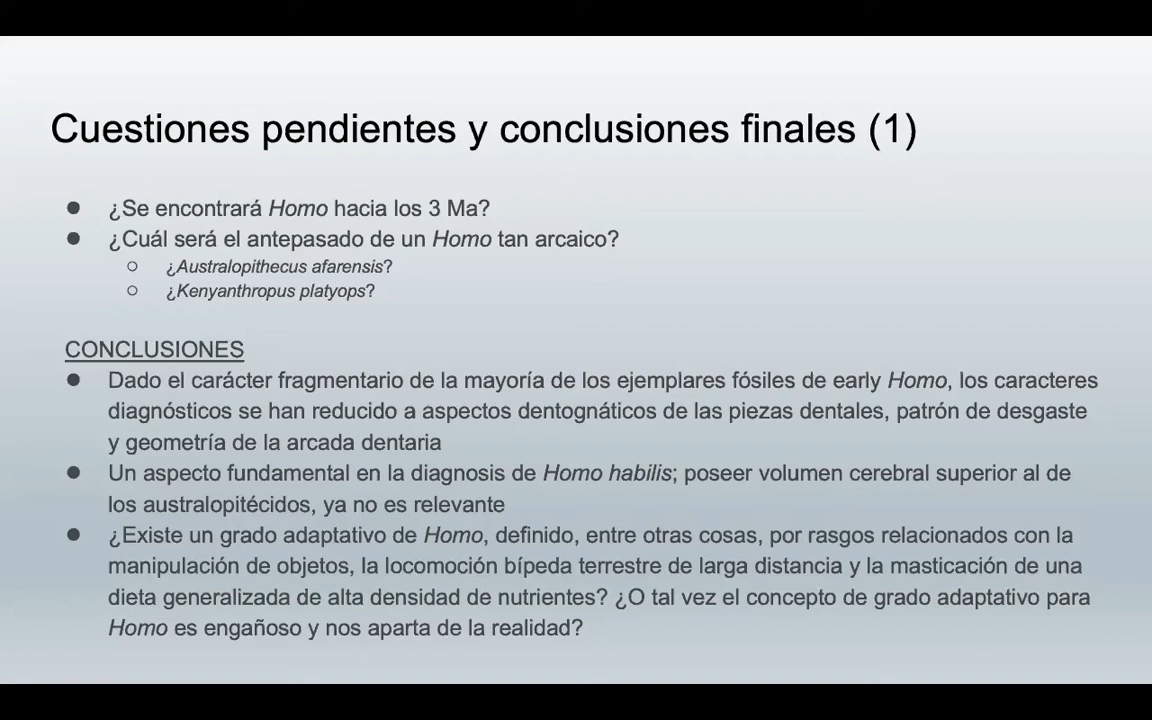 Cuestiones pendientes y conclusiones finales (1)
● ¿Se encontrará Homo hacia los 3 Ma?
● ¿Cuál será el antepasado de un Homo tan arcaico?
○ ¿Australopithecus afarensis?
○ ¿Kenyanthropus platyops?
CONCLUSIONES
● Dado el carácter fragmentario de la mayoría de los ejemplares fósiles de early Homo, los caracteres
diagnósticos se han reducido a aspectos dentognáticos de las piezas dentales, patrón de desgaste
y geometría de la arcada dentaria
● Un aspecto fundamental en la diagnosis de Homo habilis; poseer volumen cerebral superior al de
los australopitécidos, ya no es relevante
● ¿Existe un grado adaptativo de Homo, definido, entre otras cosas, por rasgos relacionados con la
manipulación de objetos, la locomoción bípeda terrestre de larga distancia y la masticación de una
dieta generalizada de alta densidad de nutrientes? ¿O tal vez el concepto de grado adaptativo para
Homo es engañoso y nos aparta de la realidad?